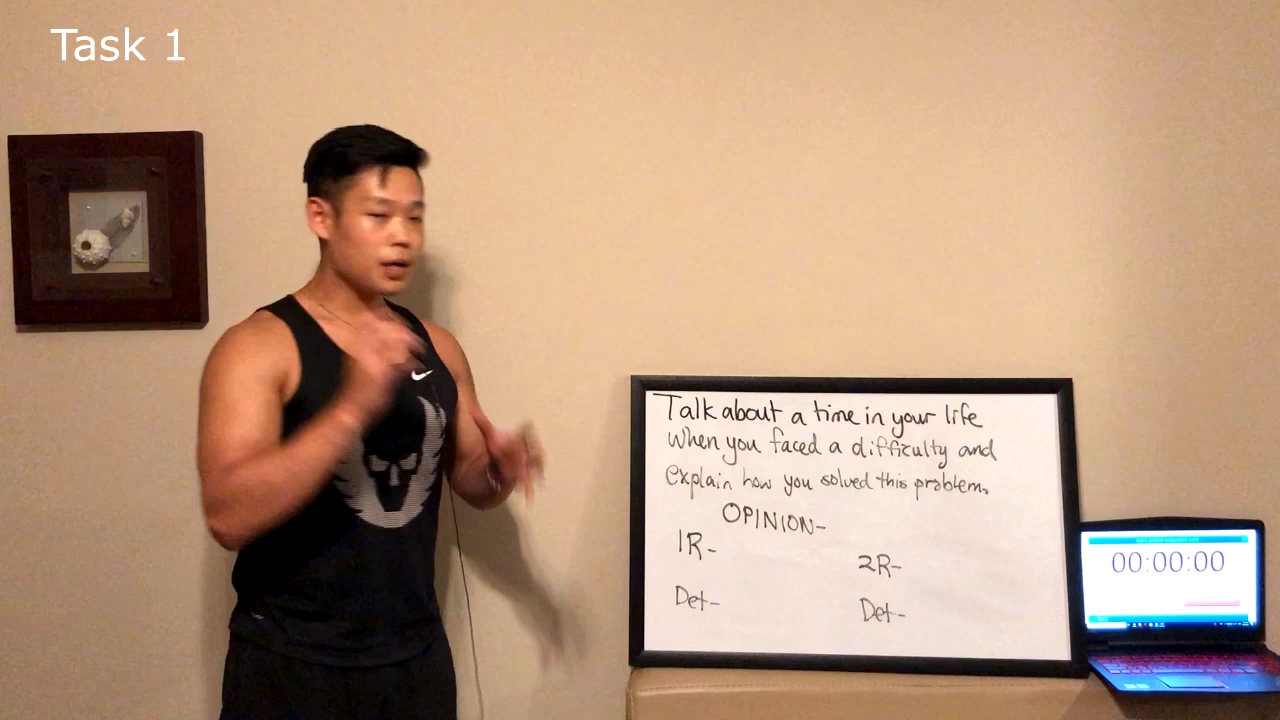 Task 1
Talk about a time in your life
when you faced a difficulty and
explain how you solved this problem.
OPINION-
1R-
2R-
Det-
Det-
00:00:00